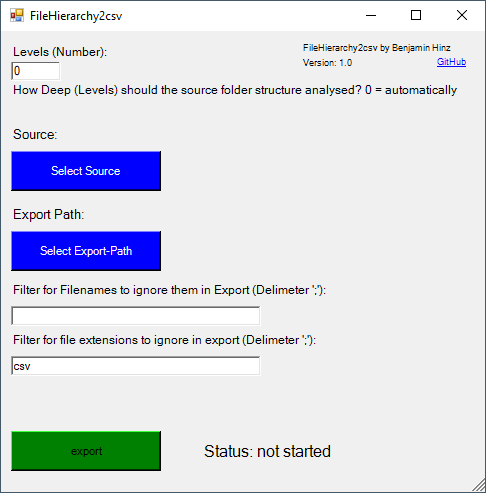 FileHierarchy2csv
Levels (Number):
FileHierarchy2csv by Benjamin Hinz
Version: 1.0
GitHub
0
How Deep (Levels) should the source folder structure analysed? 0 = automatically
Source:
Select Source
Export Path:
Select Export-Path
Filter for Filenames to ignore them in Export (Delimeter ';'):
Filter for file extensions to ignore in export (Delimeter ';'):
csv
export
Status: not started